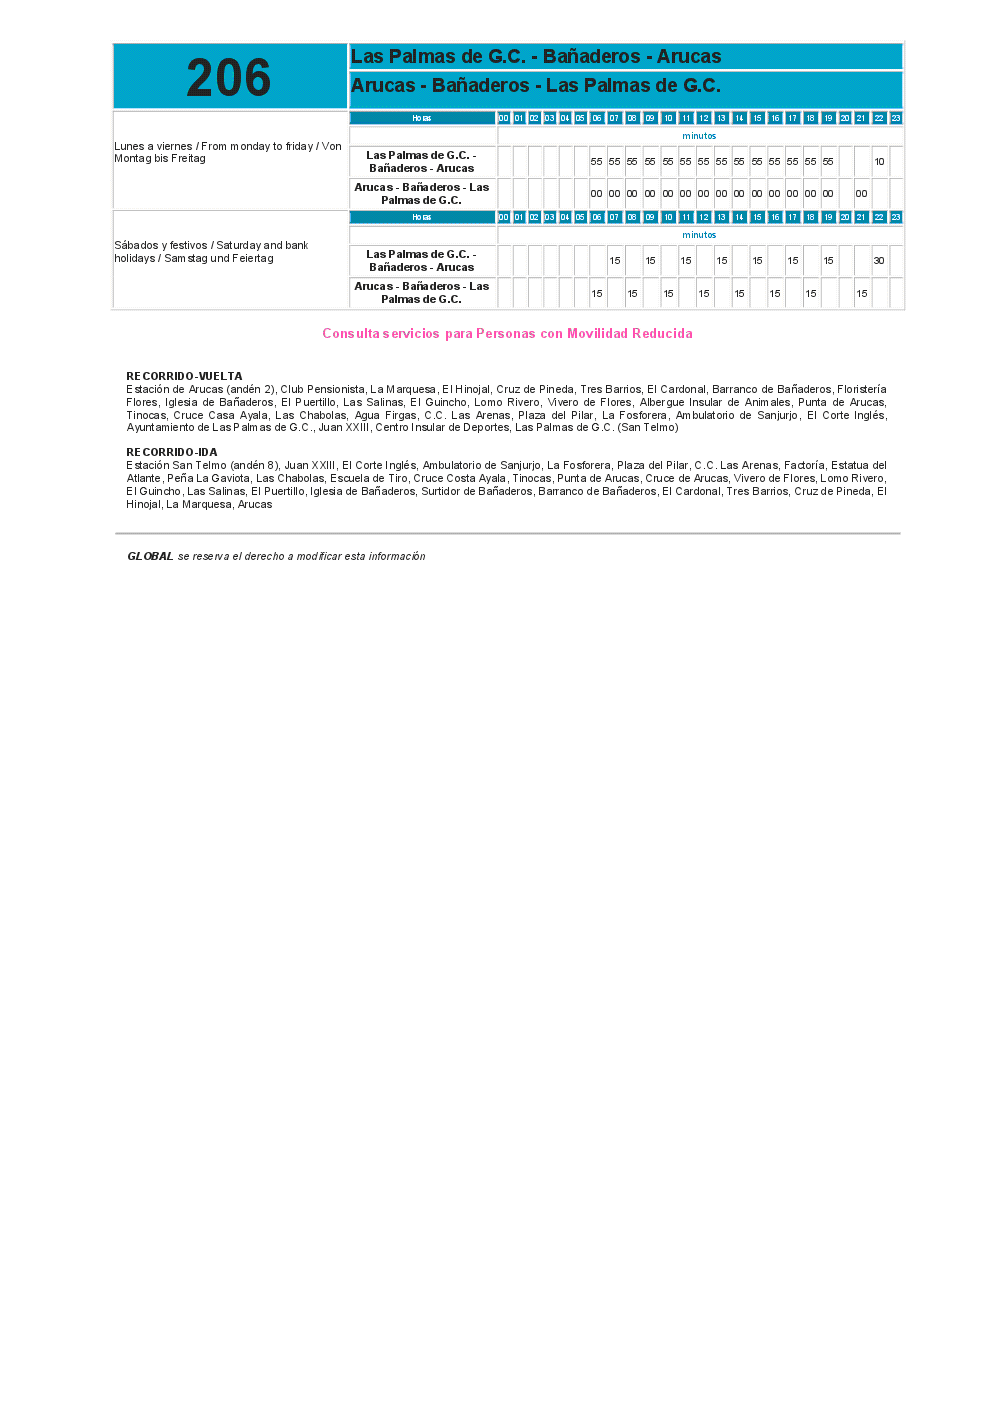 206
Las Palmas de G.C. - Bañaderos - Arucas
Arucas - Bañaderos - Las Palmas de G.C.
Lunes a viernes / From monday to friday / Von
Montag bis Freitag
Horas 00 01 02 03 04 05 06 07 08 09 10 11 12 13 14 15 16 17 18 19 20 21 22 23
minutos
Las Palmas de G.C. -
Bañaderos - Arucas
55 55 55 55 55 55 55 55 55 55 55 55 55 55 10
Arucas - Bañaderos - Las
Palmas de G.C.
00 00 00 00 00 00 00 00 00 00 00 00 00 00 00
Sábados y festivos / Saturday and bank
holidays / Samstag und Feiertag
Horas 00 01 02 03 04 05 06 07 08 09 10 11 12 13 14 15 16 17 18 19 20 21 22 23
minutos
Las Palmas de G.C. -
Bañaderos - Arucas
15 15 15 15 15 15 15 30
Arucas - Bañaderos - Las
Palmas de G.C.
15 15 15 15 15 15 15 15
Consulta servicios para Personas con Movilidad Reducida
RECORRIDO-VUELTA
Estación de Arucas (andén 2), Club Pensionista, La Marquesa, El Hinojal, Cruz de Pineda, Tres Barrios, El Cardonal, Barranco de Bañaderos, Floristería
Flores, Iglesia de Bañaderos, El Puertillo, Las Salinas, El Guincho, Lomo Rivero, Vivero de Flores, Albergue Insular de Animales, Punta de Arucas,
Tinocas, Cruce Casa Ayala, Las Chabolas, Agua Firgas, C.C. Las Arenas, Plaza del Pilar, La Fosforera, Ambulatorio de Sanjurjo, El Corte Inglés,
Ayuntamiento de Las Palmas de G.C., Juan XXIII, Centro Insular de Deportes, Las Palmas de G.C. (San Telmo)
RECORRIDO-IDA
Estación San Telmo (andén 8), Juan XXIII, El Corte Inglés, Ambulatorio de Sanjurjo, La Fosforera, Plaza del Pilar, C.C. Las Arenas, Factoría, Estatua del
Atlante, Peña La Gaviota, Las Chabolas, Escuela de Tiro, Cruce Costa Ayala, Tinocas, Punta de Arucas, Cruce de Arucas, Vivero de Flores, Lomo Rivero,
El Guincho, Las Salinas, El Puertillo, Iglesia de Bañaderos, Surtidor de Bañaderos, Barranco de Bañaderos, El Cardonal, Tres Barrios, Cruz de Pineda, El
Hinojal, La Marquesa, Arucas
GLOBAL se reserva el derecho a modificar esta información